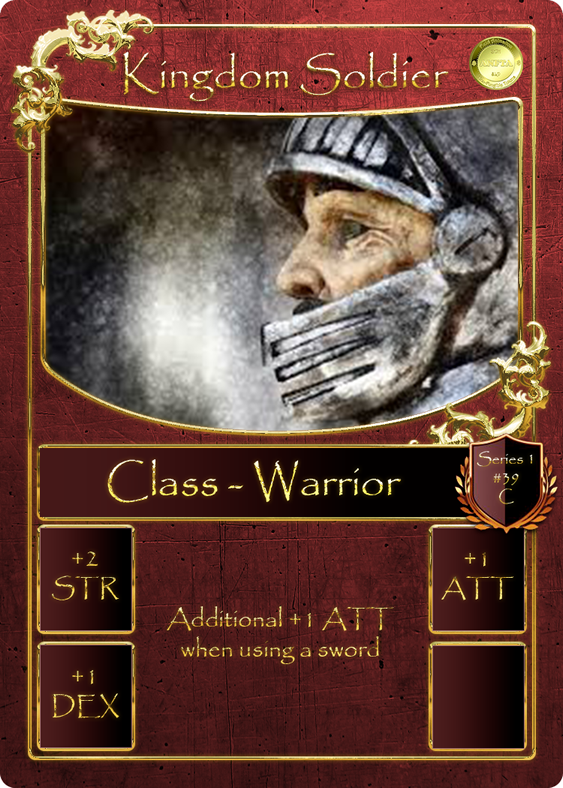 Kingdom Soldier
Class - Warrior
Series 1
#39
C
+2
STR
+1
ATT
Additional +1 ATT
when using a sword
+1
DEX